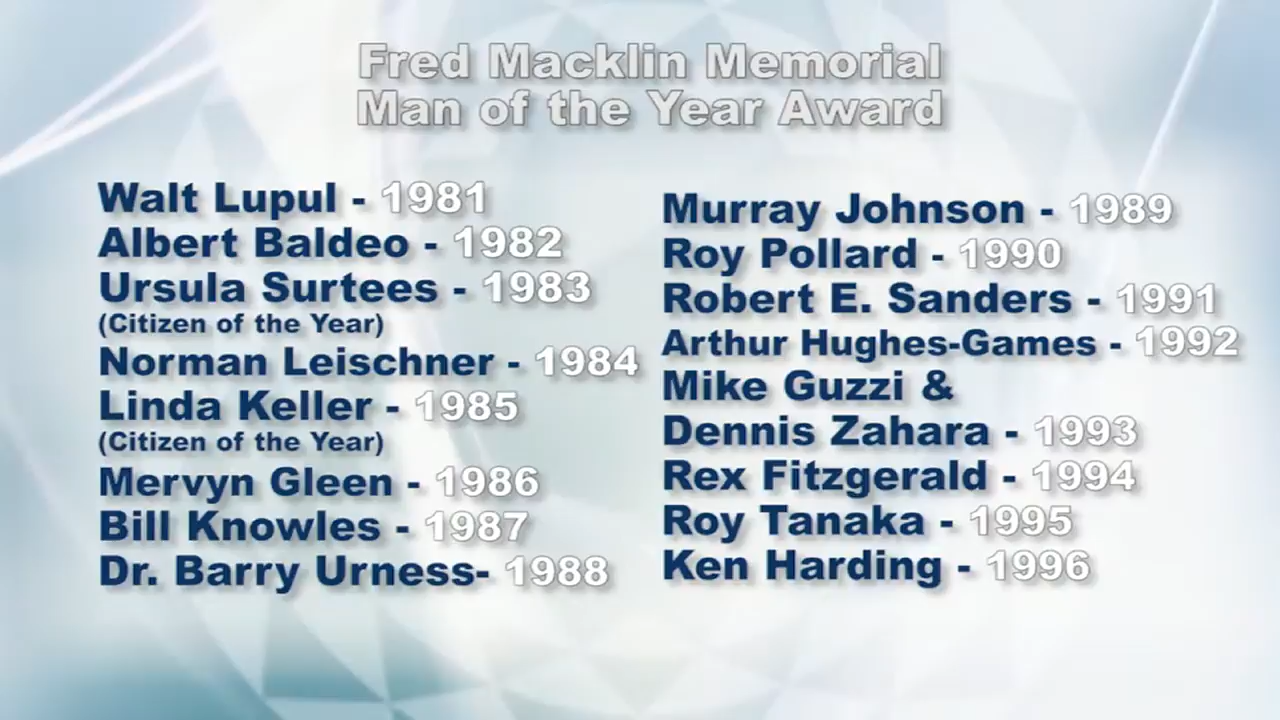 Fred Macklin Memorial
Man of the Year Award
Walt Lupul - 1981
Albert Baldeo - 1982
Ursula Surtees - 1983
(Citizen of the Year)
Norman Leischner - 1984
Linda Keller - 1985
(Citizen of the Year)
Mervyn Gleen - 1986
Bill Knowles - 1987
Dr. Barry Urness- 1988
Murray Johnson - 1989
Roy Pollard - 1990
Robert E. Sanders - 1991
Arthur Hughes-Games - 1992
Mike Guzzi &
Dennis Zahara - 1993
Rex Fitzgerald - 1994
Roy Tanaka - 1995
Ken Harding - 1996